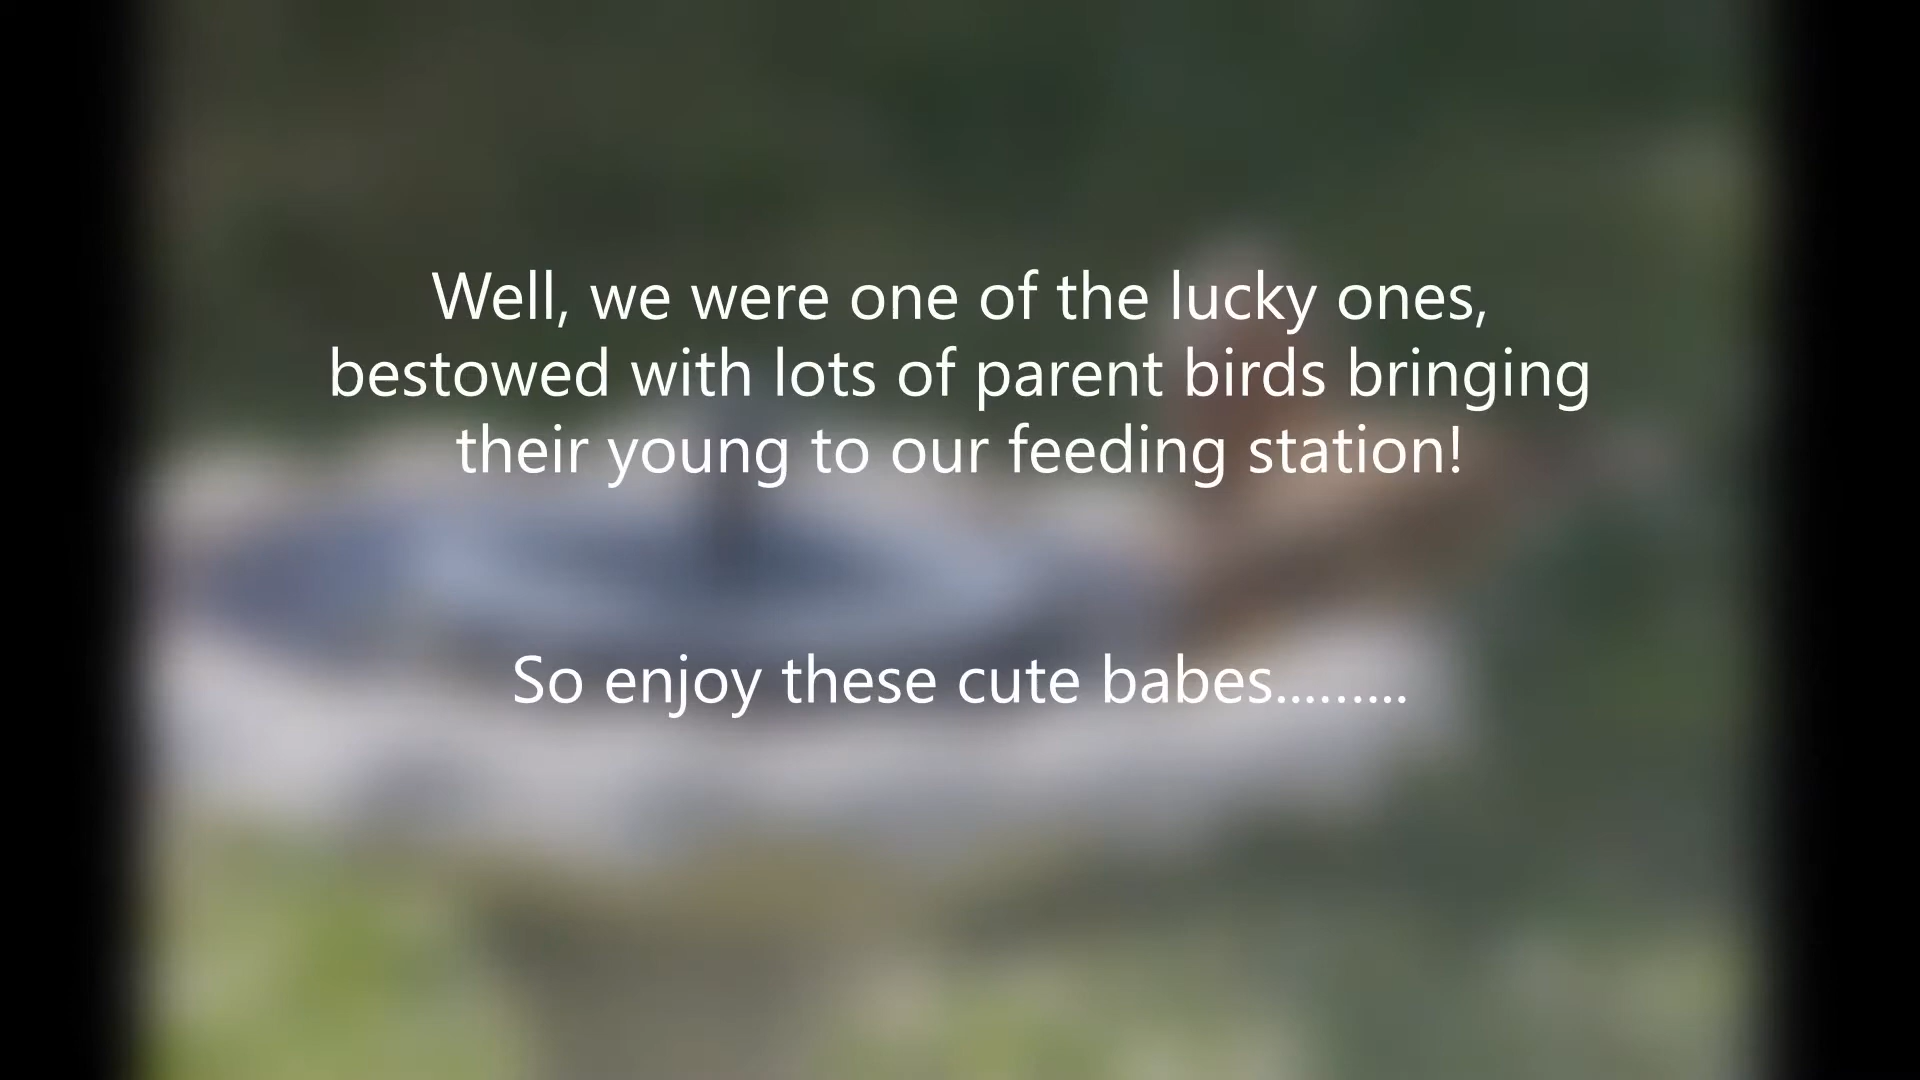 Well, we were one of the lucky ones,
bestowed with lots of parent birds bringing
their young to our feeding station!
So enjoy these cute babes.........